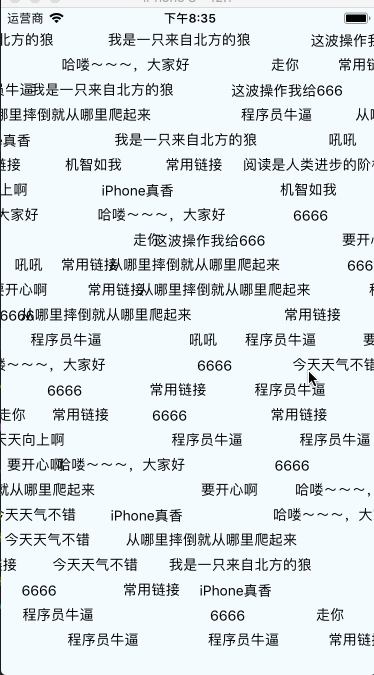 运营商 下午8:35
北方的狼 我是一只来自北方的狼 这波操作我
哈喽～～～，大家好 走你 常用链
员牛逼 我是一只来自北方的狼 这波操作我给666
哪里摔倒就从哪里爬起来 程序员牛逼 从
真香 我是一只来自北方的狼 吼吼
链接 机智如我 常用链接 阅读是人类进步的阶
上啊 iPhone真香 机智如我
大家好 哈喽～～～，大家好 6666
走你 这波操作我给666 要开
吼吼 常用链接 从哪里摔倒就从哪里爬起来 666
要开心啊 常用链接 从哪里摔倒就从哪里爬起来 程
6666 从哪里摔倒就从哪里爬起来 常用链接
程序员牛逼 吼吼 程序员牛逼 要
喽～～～，大家好 6666 今天天气不错
6666 常用链接 程序员牛逼
走你 常用链接 6666 常用链接
天天向上啊 程序员牛逼 程序员牛逼
要开心啊 哈喽～～～，大家好 6666
就从哪里爬起来 要开心啊 哈喽～～～，
今天天气不错 iPhone真香 哈喽～～～，大
今天天气不错 从哪里摔倒就从哪里爬起来
接 今天天气不错 我是一只来自北方的狼
6666 常用链接 iPhone真香
程序员牛逼 6666 走你
程序员牛逼 程序员牛逼 常用链